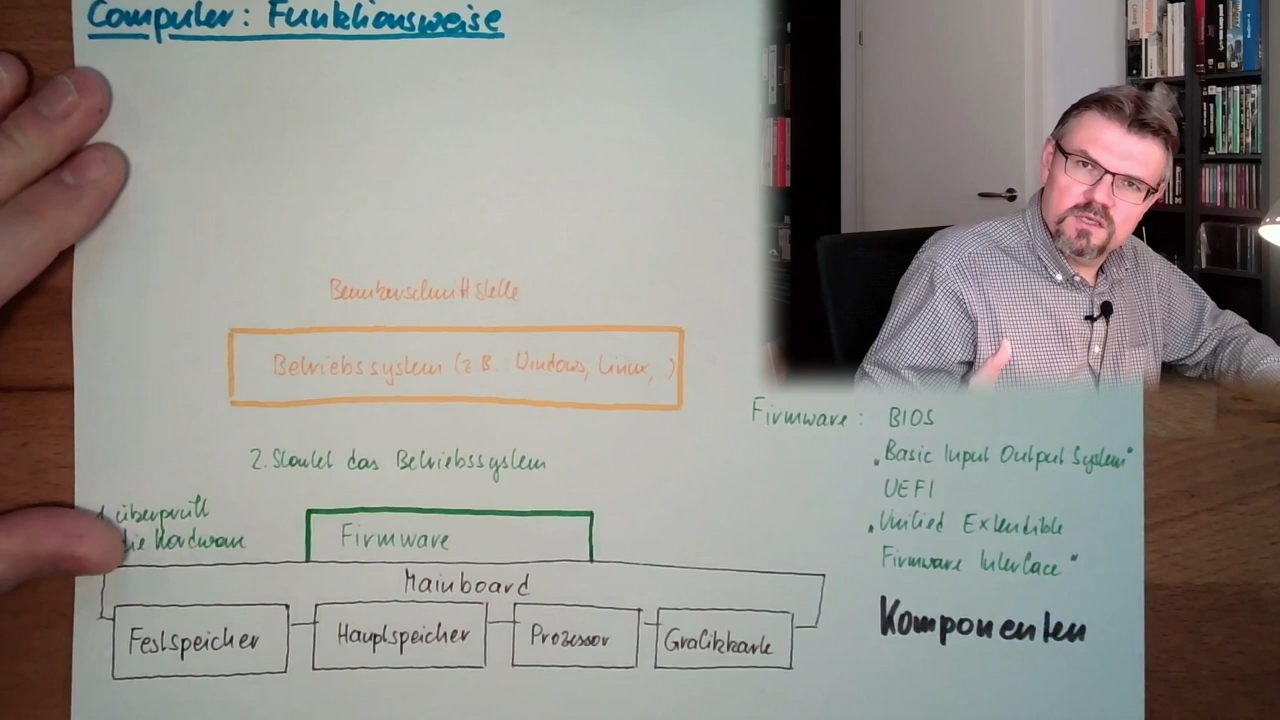 Computer: Funktionsweise
Benutzerschnittstelle
Betriebssystem (z.B. Windows, Linux, .)
2. Startet das Betriebssystem
überprüft
die Hardware
Firmware
Mainboard
Festspeicher
Hauptspeicher
Prozessor
Grafikkarte
Firmware: BIOS
„Basic Input Output System"
UEFI
„Unified Extendible
Firmware Interface"
Komponenten